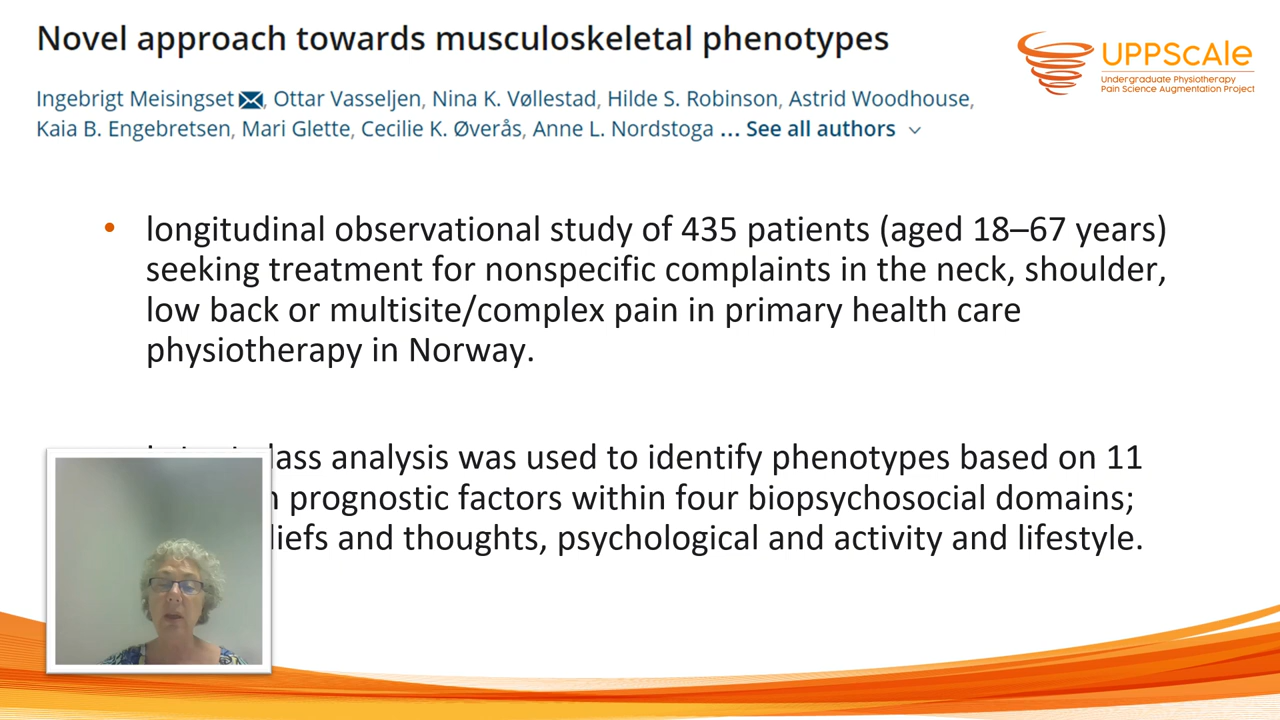 Novel approach towards musculoskeletal phenotypes
UPPScale
Undergraduate Physiotherapy
Pain Science Augmentation Project
Ingebrigt Meisingset, Ottar Vasseljen, Nina K. Vøllestad, Hilde S. Robinson, Astrid Woodhouse,
Kaia B. Engebretsen, Mari Glette, Cecilie K. Øverås, Anne L. Nordstoga ... See all authors
• longitudinal observational study of 435 patients (aged 18–67 years)
seeking treatment for nonspecific complaints in the neck, shoulder,
low back or multisite/complex pain in primary health care
physiotherapy in Norway.
analysis was used to identify phenotypes based on 11
prognostic factors within four biopsychosocial domains;
and thoughts, psychological and activity and lifestyle.